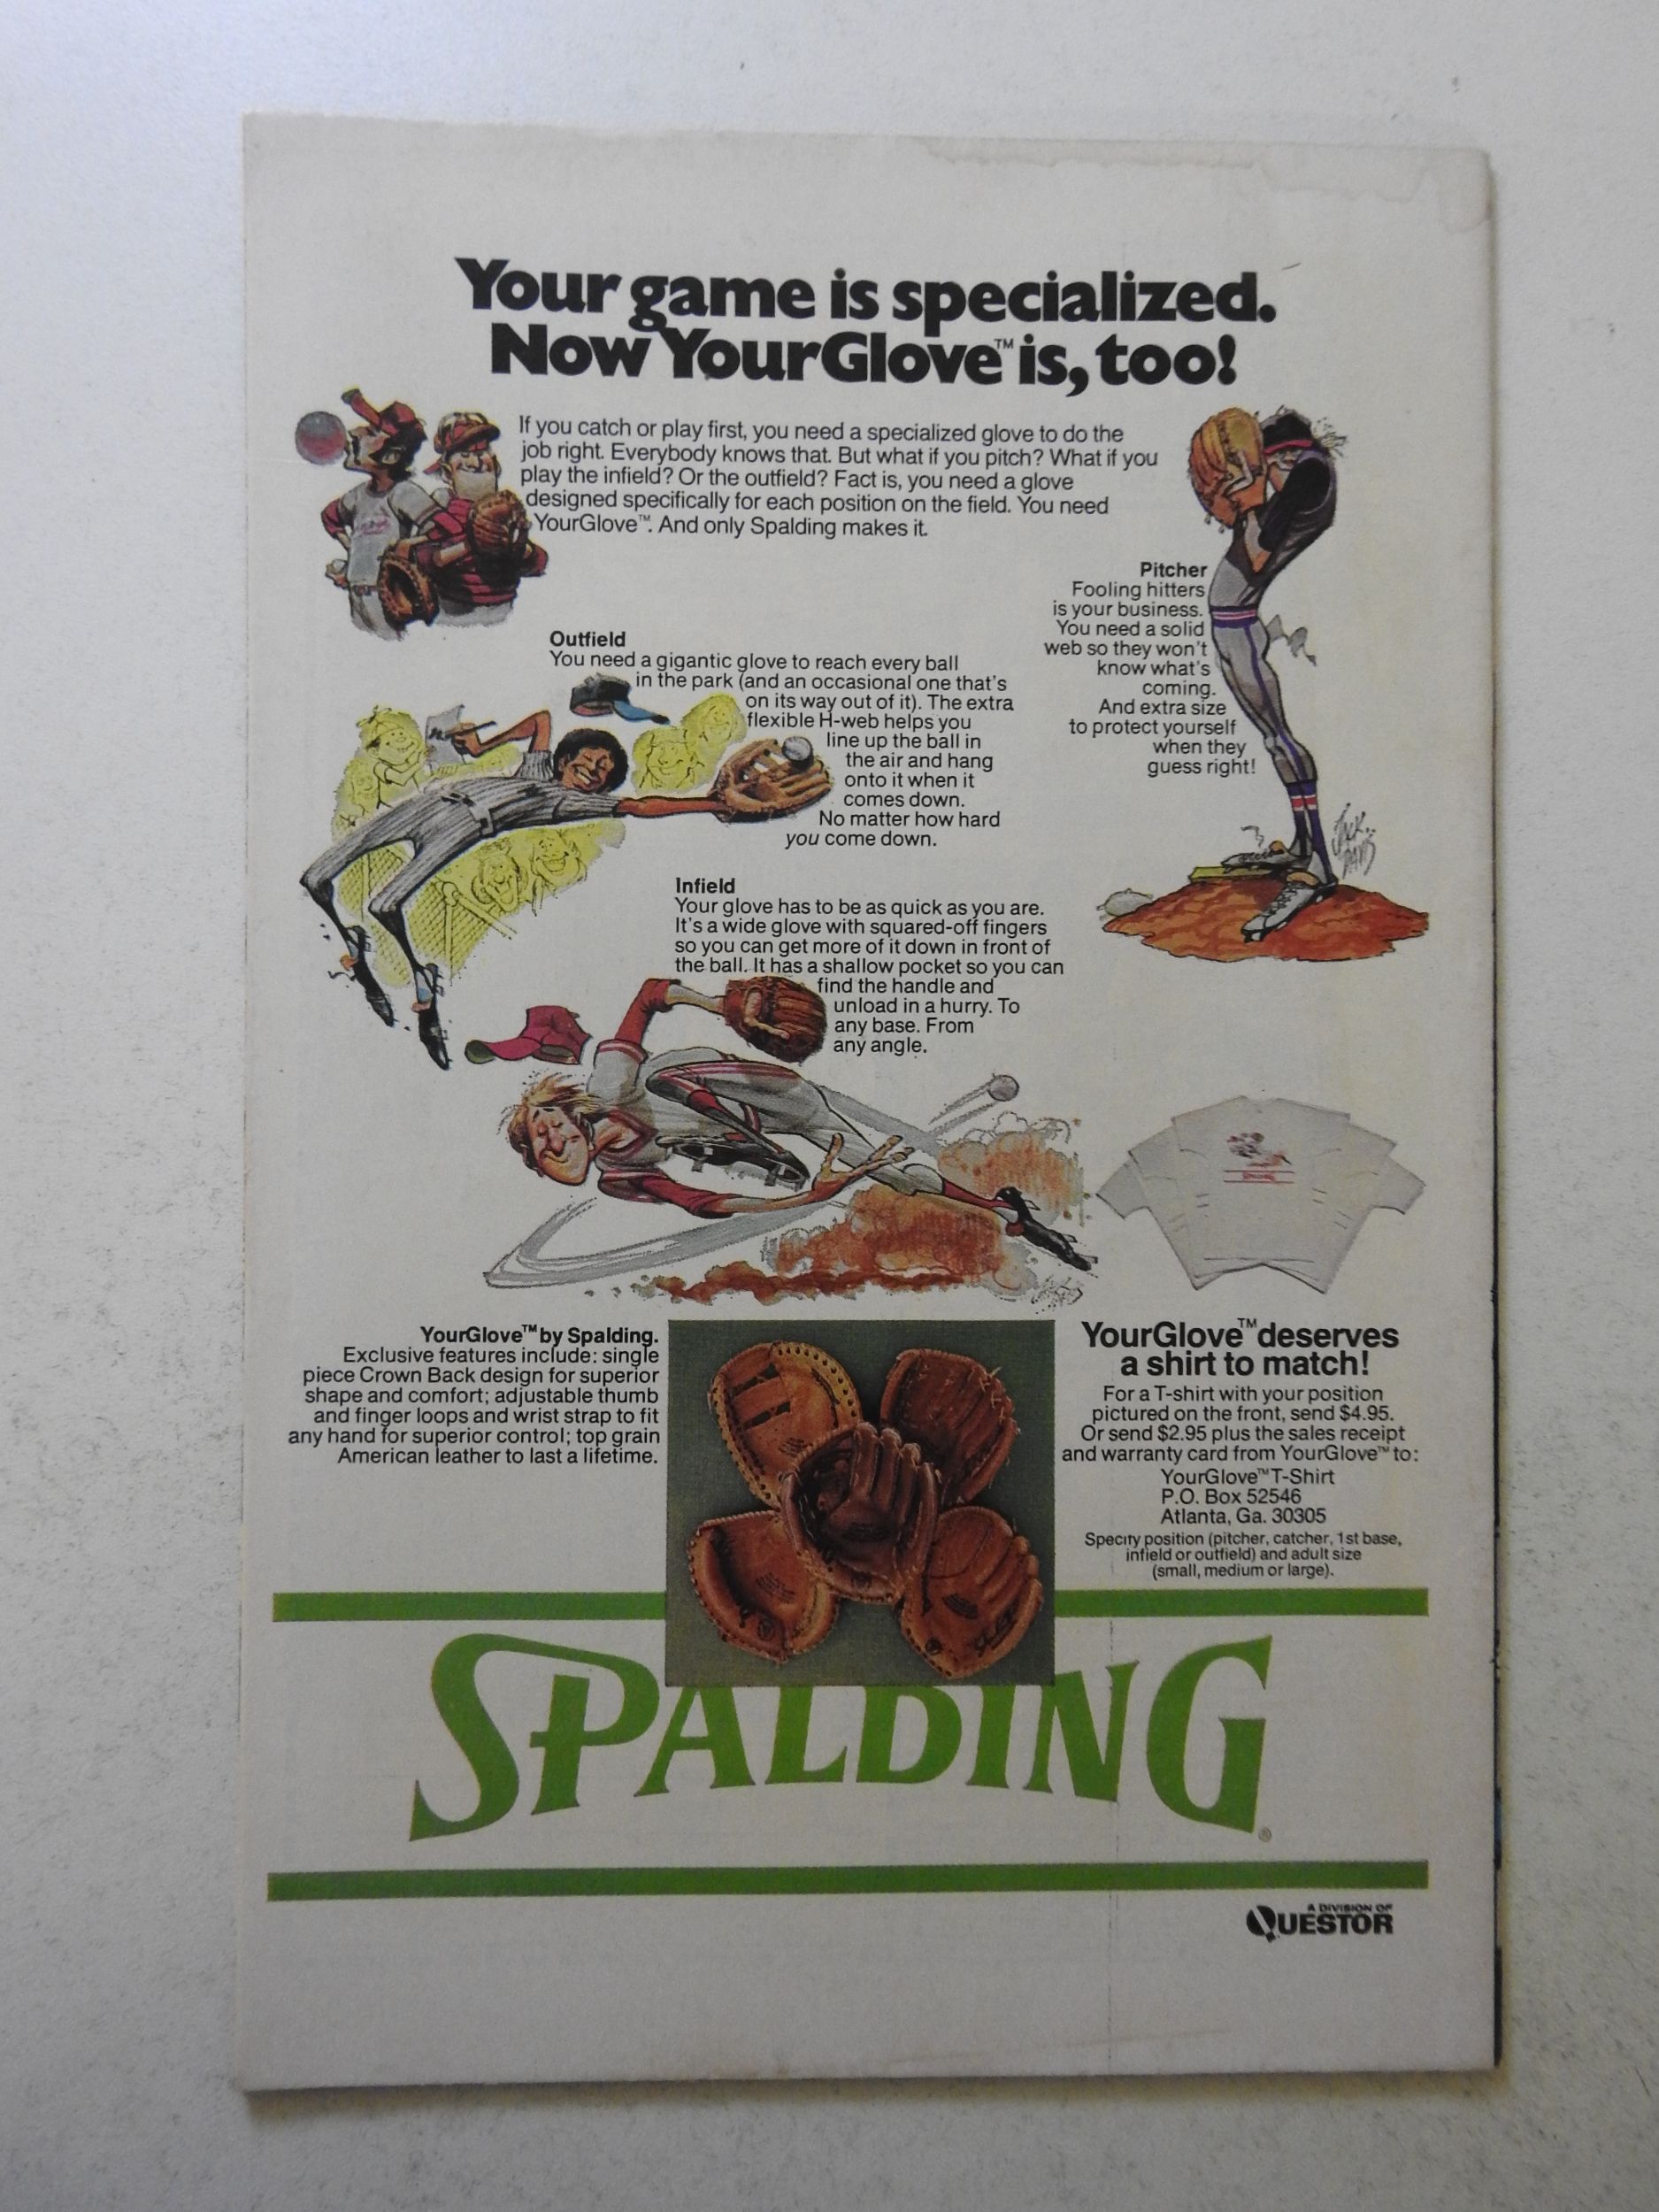 Your game is specialized.
Now YourGlove™ is, too!
If you catch or play first, you need a specialized glove to do the
job right. Everybody knows that. But what if you pitch? What if you
play the infield? Or the outfield? Fact is, you need a glove
designed specifically for each position on the field. You need
YourGlove™. And only Spalding makes it.
Pitcher
Fooling hitters
is your business.
You need a solid
web so they won't
know what's
coming.
And extra size
to protect yourself
when they
guess right!
Outfield
You need a gigantic glove to reach every ball
in the park (and an occasional one that's
on its way out of it). The extra
flexible H-web helps you
line up the ball in
the air and hang
onto it when it
comes down.
No matter how hard
you come down.
JACK
DAVIS
Infield
Your glove has to be as quick as you are.
It's a wide glove with squared-off fingers
so you can get more of it down in front of
the ball. It has a shallow pocket so you can
find the handle and
unload in a hurry. To
any base. From
any angle.
YourGlove™ by Spalding.
Exclusive features include: single
piece Crown Back design for superior
shape and comfort; adjustable thumb
and finger loops and wrist strap to fit
any hand for superior control; top grain
American leather to last a lifetime.
YourGlove™ deserves
a shirt to match!
For a T-shirt with your position
pictured on the front, send $4.95.
Or send $2.95 plus the sales receipt
and warranty card from YourGlove™ to:
YourGlove™ T-Shirt
P.O. Box 52546
Atlanta, Ga. 30305
Specify position (pitcher, catcher, 1st base,
infield or outfield) and adult size
(small, medium or large).
SPALDING®
A DIVISION OF
QUESTOR